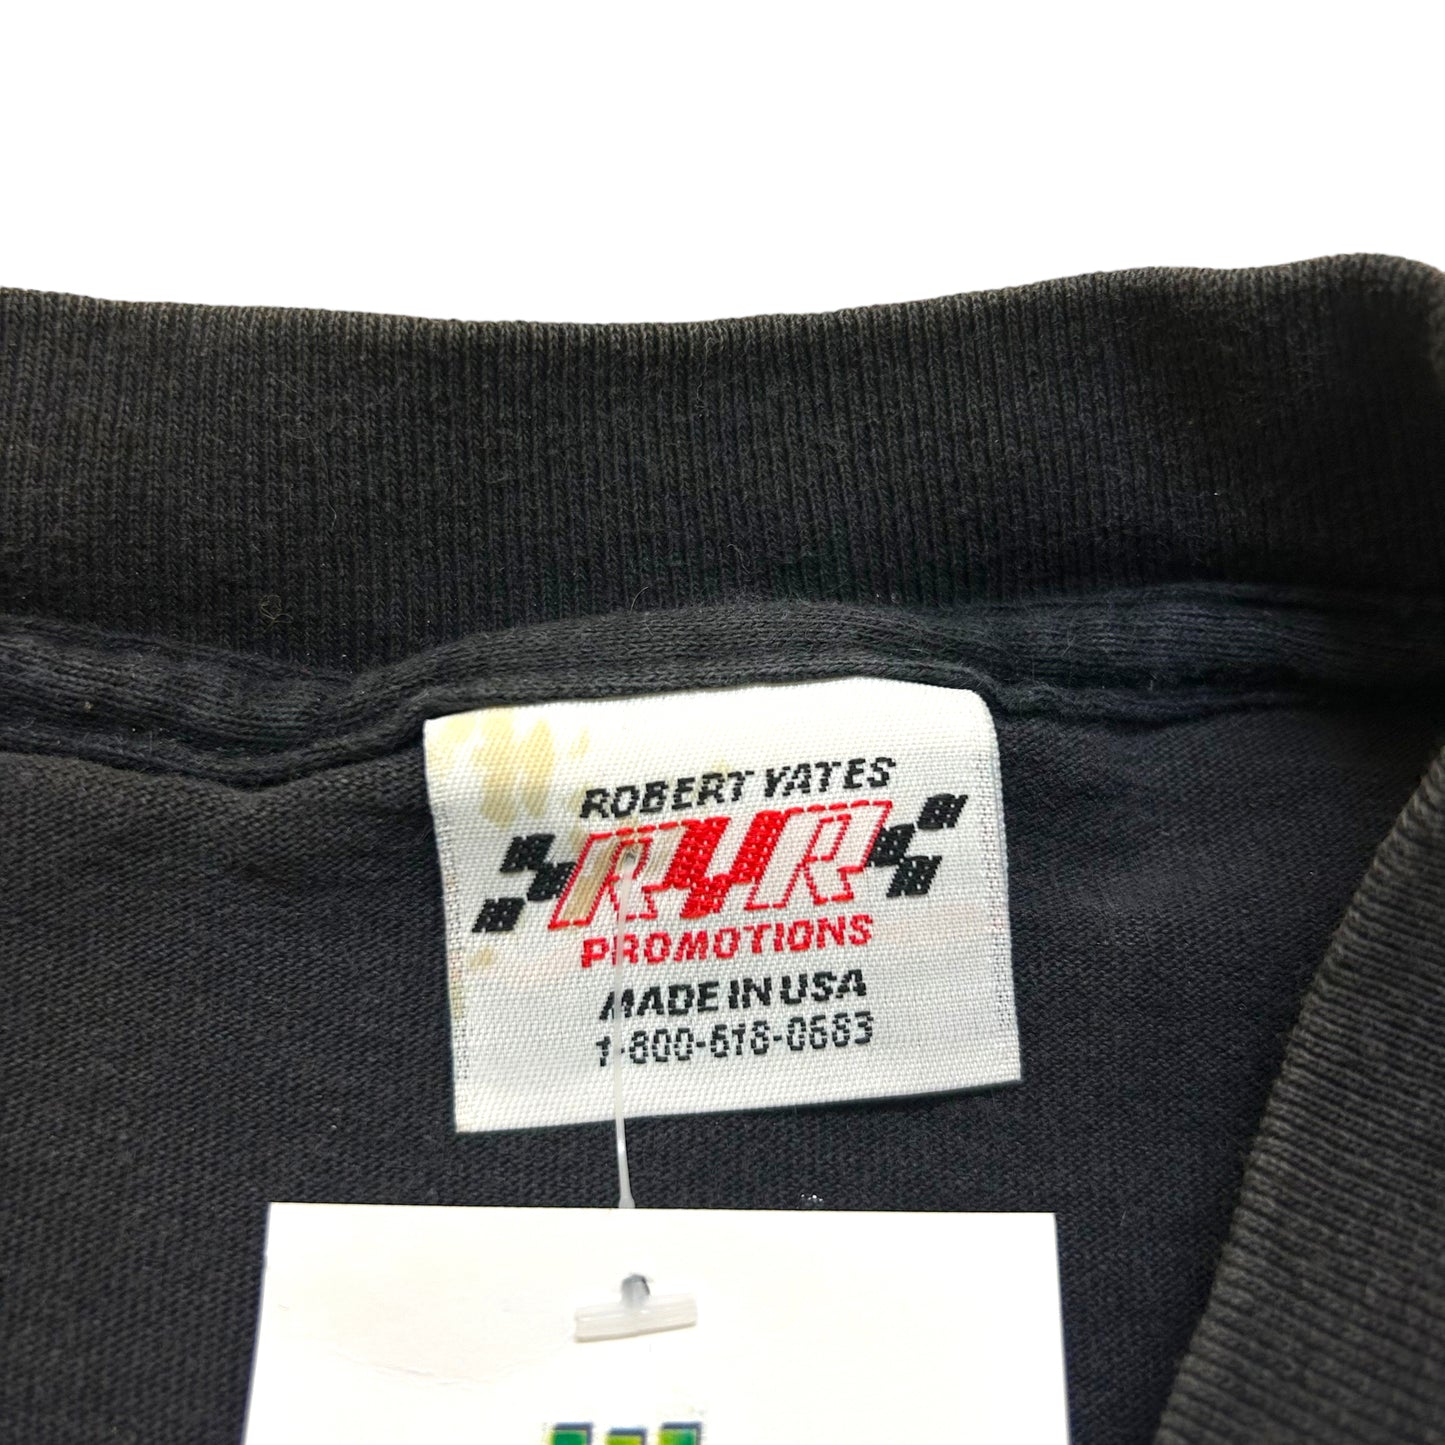 ROBERT YATES
RYR
PROMOTIONS
MADE IN USA
1-800-618-0683